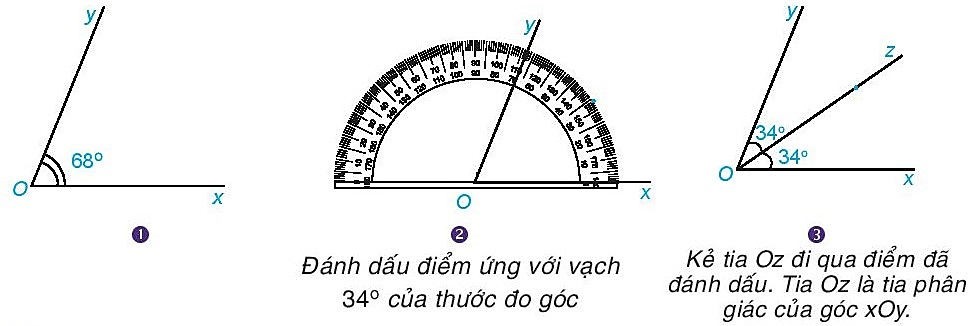 y
68°
O
x
1
y
O
x
2
Đánh dấu điểm ứng với vạch
34° của thước đo góc
y
z
34°
34°
O
x
3
Kẻ tia Oz đi qua điểm đã
đánh dấu. Tia Oz là tia phân
giác của góc xOy.